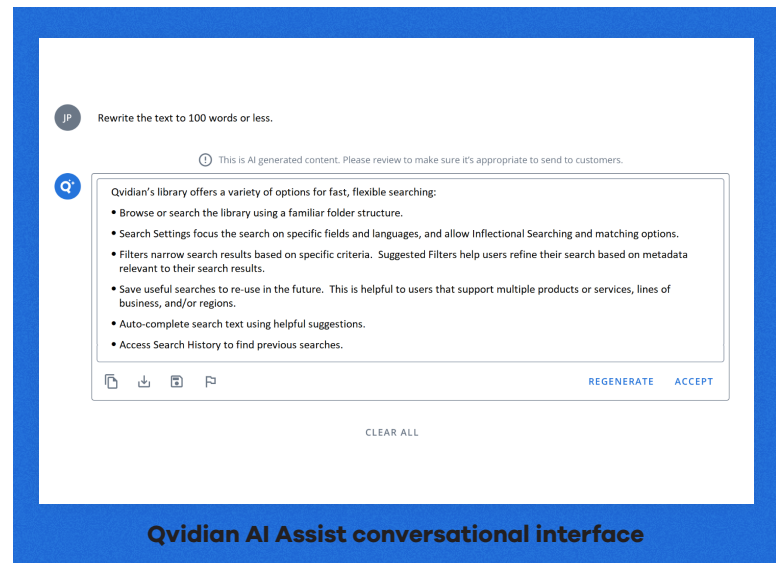 JP
Rewrite the text to 100 words or less.
This is AI generated content. Please review to make sure it's appropriate to send to customers.
Q
Qvidian's library offers a variety of options for fast, flexible searching:
• Browse or search the library using a familiar folder structure.
• Search Settings focus the search on specific fields and languages, and allow Inflectional Searching and matching options.
• Filters narrow search results based on specific criteria.  Suggested Filters help users refine their search based on metadata
relevant to their search results.
• Save useful searches to re-use in the future.  This is helpful to users that support multiple products or services, lines of
business, and/or regions.
• Auto-complete search text using helpful suggestions.
• Access Search History to find previous searches.
REGENERATE ACCEPT
CLEAR ALL
Qvidian AI Assist conversational interface